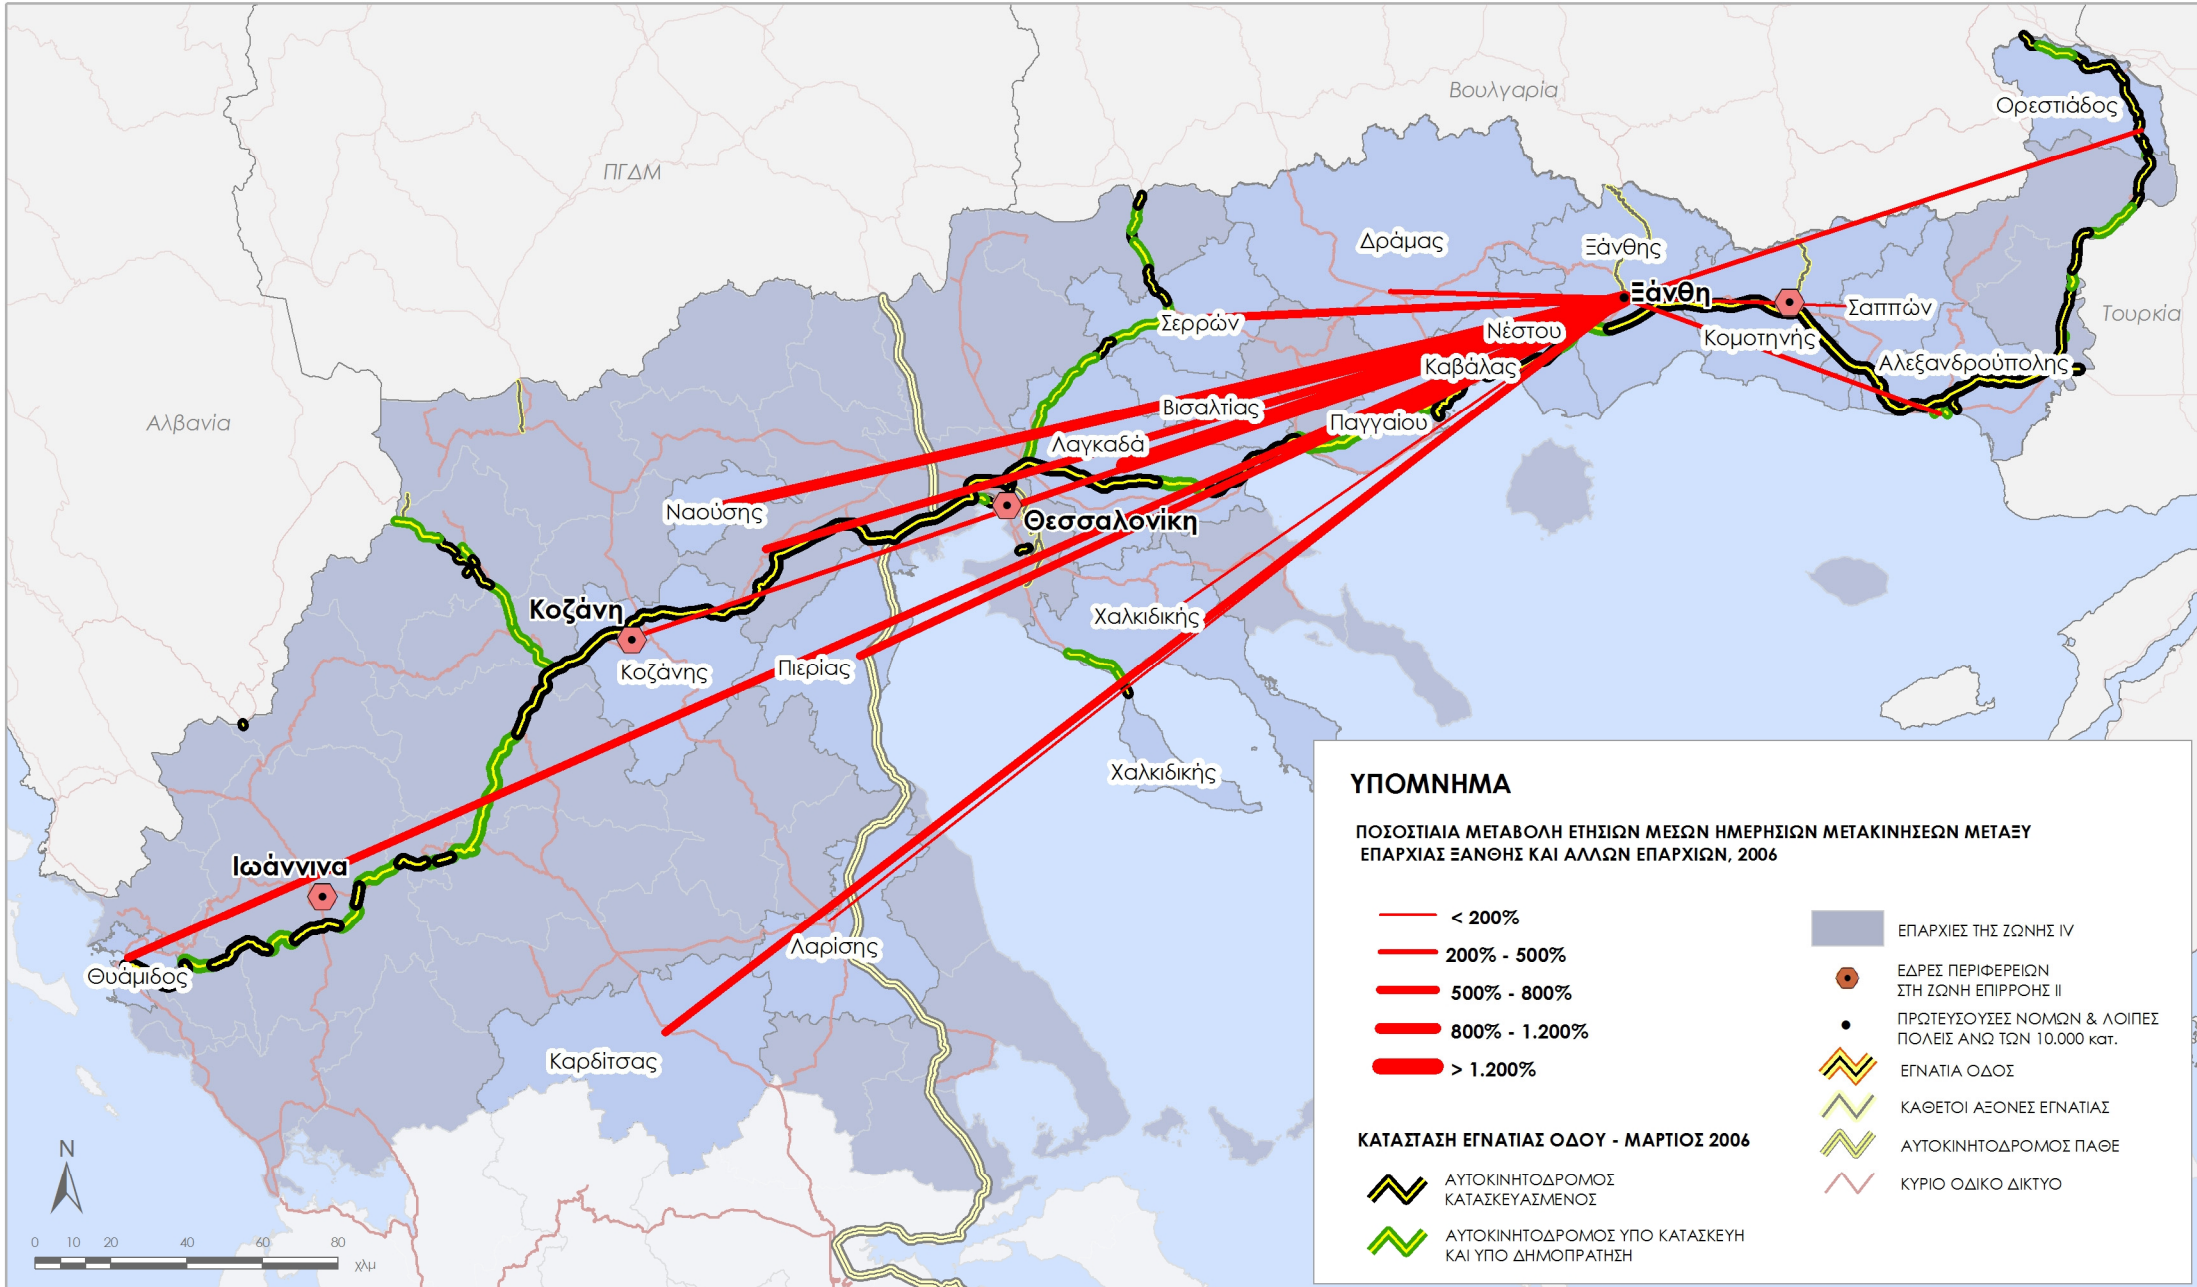 Βουλγαρία
Ορεστιάδος
ΠΓΔΜ
Δράμας
Ξάνθης
Ξάνθη
Σαππών
Τουρκία
Σερρών
Νέστου
Κομοτηνής
Καβάλας
Αλεξανδρούπολης
Αλβανία
Βισαλτίας
Παγγαίου
Λαγκαδά
Ναούσης
Θεσσαλονίκη
Κοζάνη
Χαλκιδικής
Κοζάνης
Πιερίας
Χαλκιδικής
Ιωάννινα
Λαρίσης
Θυάμιδος
Καρδίτσας
N
0 10 20 40 60 80
χλμ
ΥΠΟΜΝΗΜΑ
ΠΟΣΟΣΤΙΑΙΑ ΜΕΤΑΒΟΛΗ ΕΤΗΣΙΩΝ ΜΕΣΩΝ ΗΜΕΡΗΣΙΩΝ ΜΕΤΑΚΙΝΗΣΕΩΝ ΜΕΤΑΞΥ
ΕΠΑΡΧΙΑΣ ΞΑΝΘΗΣ ΚΑΙ ΑΛΛΩΝ ΕΠΑΡΧΙΩΝ, 2006
< 200%
200% - 500%
500% - 800%
800% - 1.200%
> 1.200%
ΚΑΤΑΣΤΑΣΗ ΕΓΝΑΤΙΑΣ ΟΔΟΥ - ΜΑΡΤΙΟΣ 2006
ΑΥΤΟΚΙΝΗΤΟΔΡΟΜΟΣ
ΚΑΤΑΣΚΕΥΑΣΜΕΝΟΣ
ΑΥΤΟΚΙΝΗΤΟΔΡΟΜΟΣ ΥΠΟ ΚΑΤΑΣΚΕΥΗ
ΚΑΙ ΥΠΟ ΔΗΜΟΠΡΑΤΗΣΗ
ΕΠΑΡΧΙΕΣ ΤΗΣ ΖΩΝΗΣ IV
ΕΔΡΕΣ ΠΕΡΙΦΕΡΕΙΩΝ
ΣΤΗ ΖΩΝΗ ΕΠΙΡΡΟΗΣ II
ΠΡΩΤΕΥΣΟΥΣΕΣ ΝΟΜΩΝ & ΛΟΙΠΕΣ
ΠΟΛΕΙΣ ΑΝΩ ΤΩΝ 10.000 κατ.
ΕΓΝΑΤΙΑ ΟΔΟΣ
ΚΑΘΕΤΟΙ ΑΞΟΝΕΣ ΕΓΝΑΤΙΑΣ
ΑΥΤΟΚΙΝΗΤΟΔΡΟΜΟΣ ΠΑΘΕ
ΚΥΡΙΟ ΟΔΙΚΟ ΔΙΚΤΥΟ